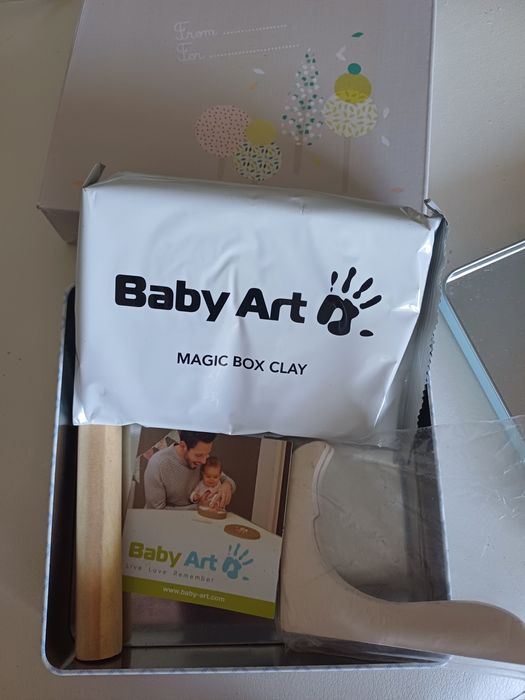 From ..................
For ..................
Baby Art
MAGIC BOX CLAY
Baby Art
Live Love Remember
www.baby-art.com